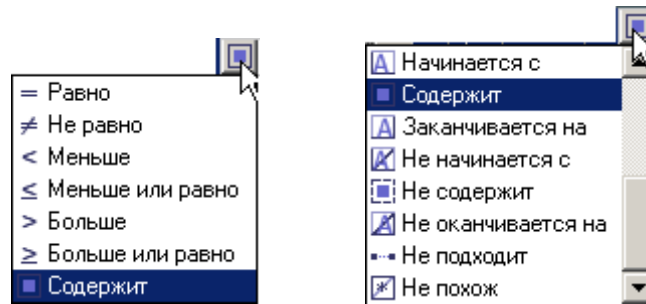 = Равно
≠ Не равно
< Меньше
≤ Меньше или равно
> Больше
≥ Больше или равно
Содержит
Начинается с
Содержит
Заканчивается на
Не начинается с
Не содержит
Не оканчивается на
Не подходит
Не похож